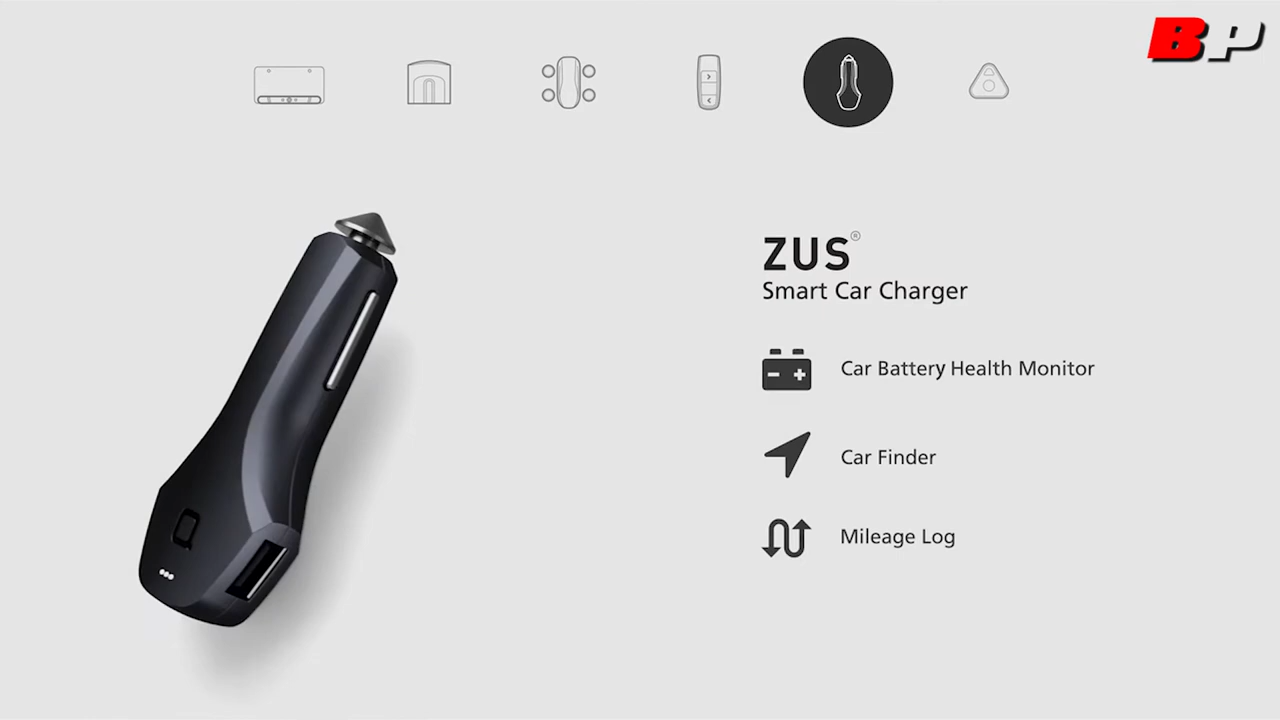 BP
ZUS®
Smart Car Charger
Car Battery Health Monitor
Car Finder
Mileage Log